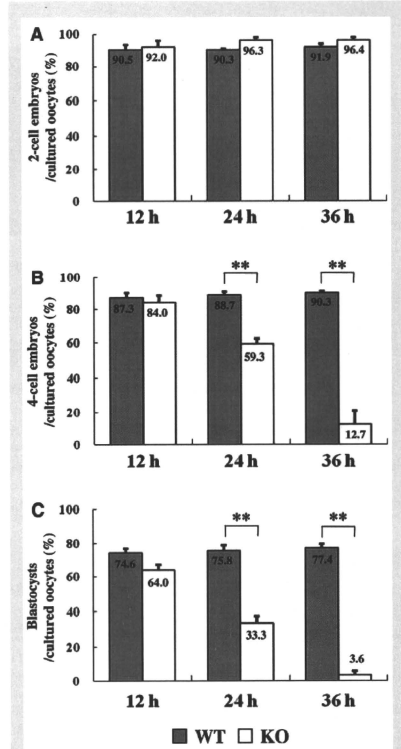 A
2-cell embryos
/cultured oocytes (%)
100
80
60
40
20
0
90.5
92.0
90.3
96.3
91.9
96.4
12 h
24 h
36 h
B
4-cell embryos
/cultured oocytes (%)
100
80
60
40
20
0
87.3
84.0
**
88.7
59.3
**
90.3
12.7
12 h
24 h
36 h
C
Blastocysts
/cultured oocytes (%)
100
80
60
40
20
0
74.6
64.0
**
75.8
33.3
**
77.4
3.6
12 h
24 h
36 h
WT
KO